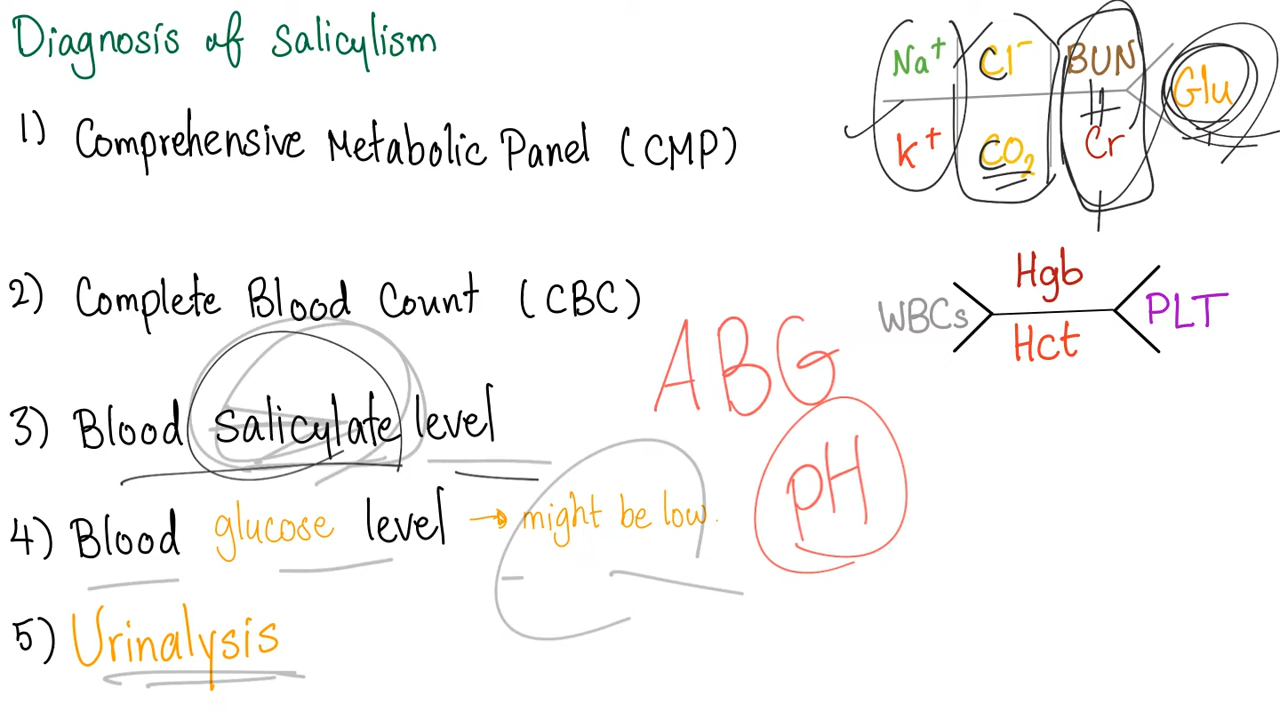 Diagnosis of Salicylism
1) Comprehensive Metabolic Panel (CMP)
Na+ Cl- BUN Glu
K+ CO2 Cr
2) Complete Blood Count (CBC)
WBCs Hgb PLT
Hct
ABG
pH
3) Blood salicylate level
4) Blood glucose level → might be low.
5) Urinalysis